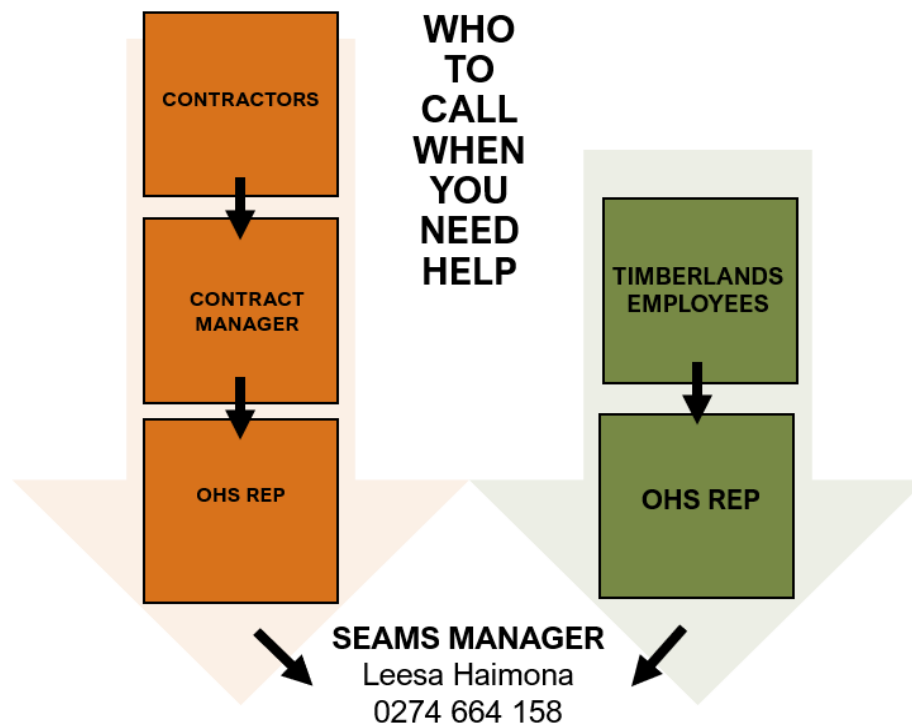 WHO
TO
CALL
WHEN
YOU
NEED
HELP
CONTRACTORS
CONTRACT
MANAGER
OHS REP
TIMBERLANDS
EMPLOYEES
OHS REP
SEAMS MANAGER
Leesa Haimona
0274 664 158